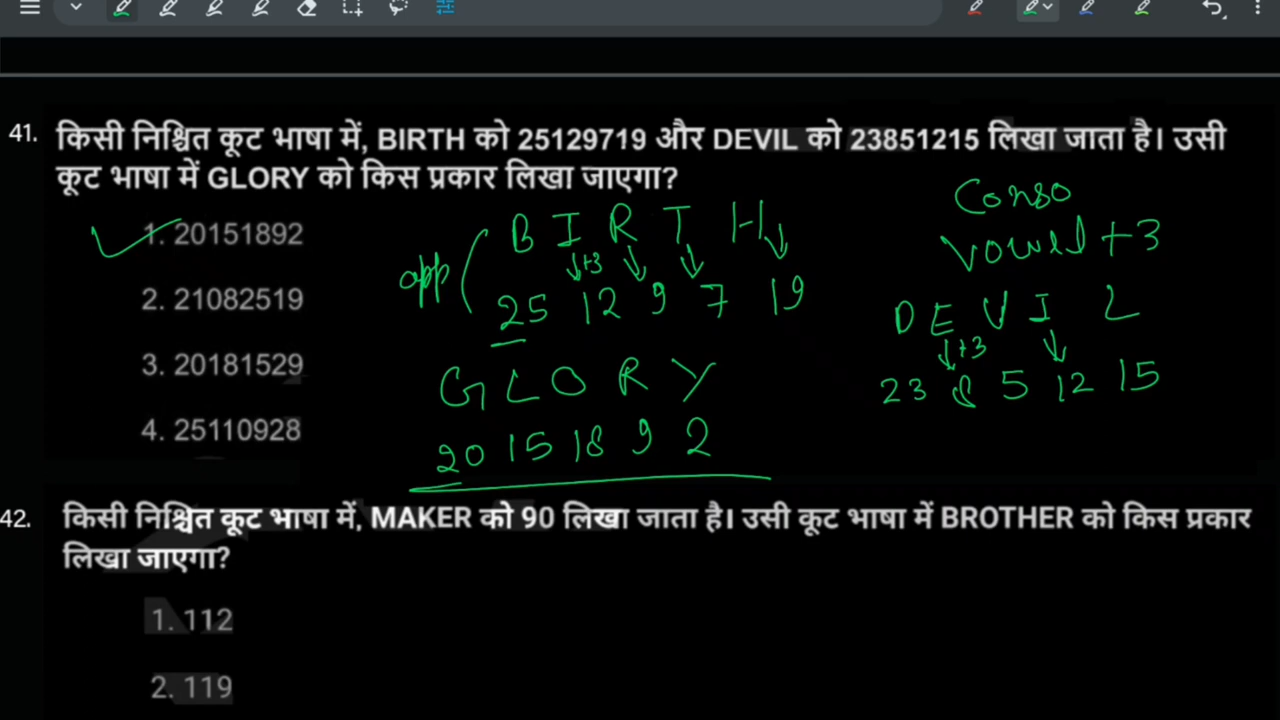 41. किसी निश्चित कूट भाषा में, BIRTH को 25129719 और DEVIL को 23851215 लिखा जाता है। उसी
कूट भाषा में GLORY को किस प्रकार लिखा जाएगा?
1. 20151892
2. 21082519
3. 20181529
4. 25110928
opp
B I R T H
+3
25 12 9 7 19
G L O R Y
20 15 18 9 2
Conso
Vowel +3
D E V I L
+3
23 8 5 12 15
42. किसी निश्चित कूट भाषा में, MAKER को 90 लिखा जाता है। उसी कूट भाषा में BROTHER को किस प्रकार
लिखा जाएगा?
1. 112
2. 119